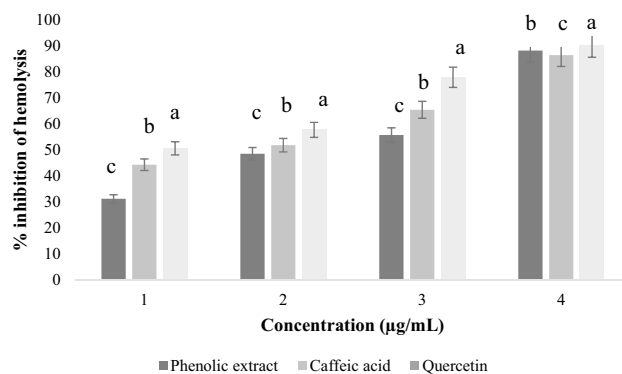 100
90
80
70
60
50
40
30
20
10
0
% inhibition of hemolysis
c b a
c b a
c b a
b c a
1 2 3 4
Concentration (µg/mL)
Phenolic extract Caffeic acid Quercetin